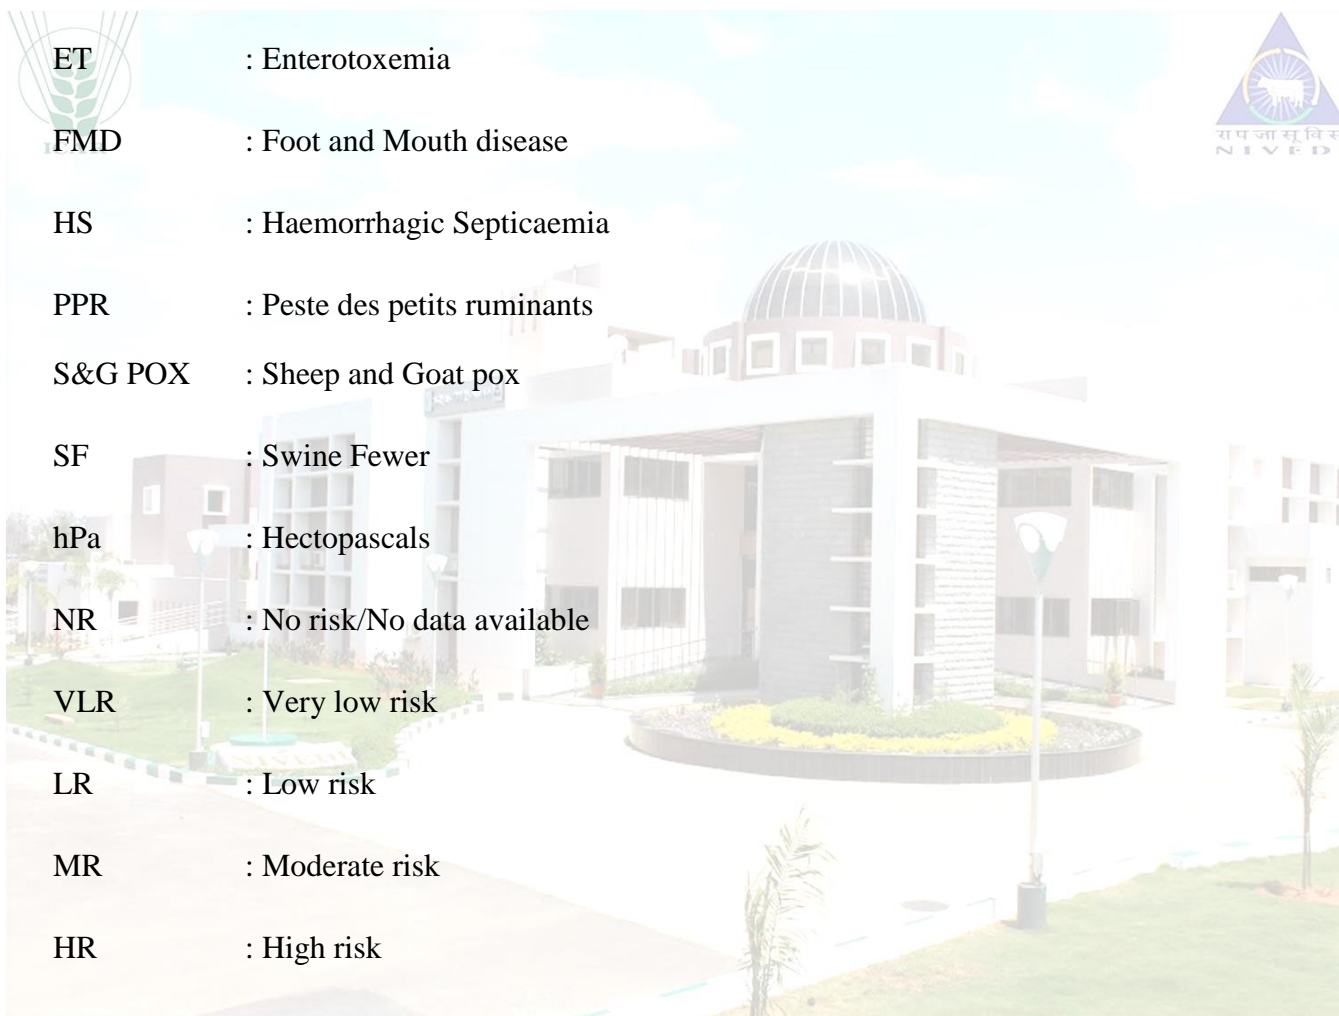 ET : Enterotoxemia
राप जा सू वि सं
NIVED
FMD : Foot and Mouth disease
HS : Haemorrhagic Septicaemia
PPR : Peste des petits ruminants
S&G POX : Sheep and Goat pox
SF : Swine Fewer
hPa : Hectopascals
NR : No risk/No data available
VLR : Very low risk
LR : Low risk
MR : Moderate risk
HR : High risk